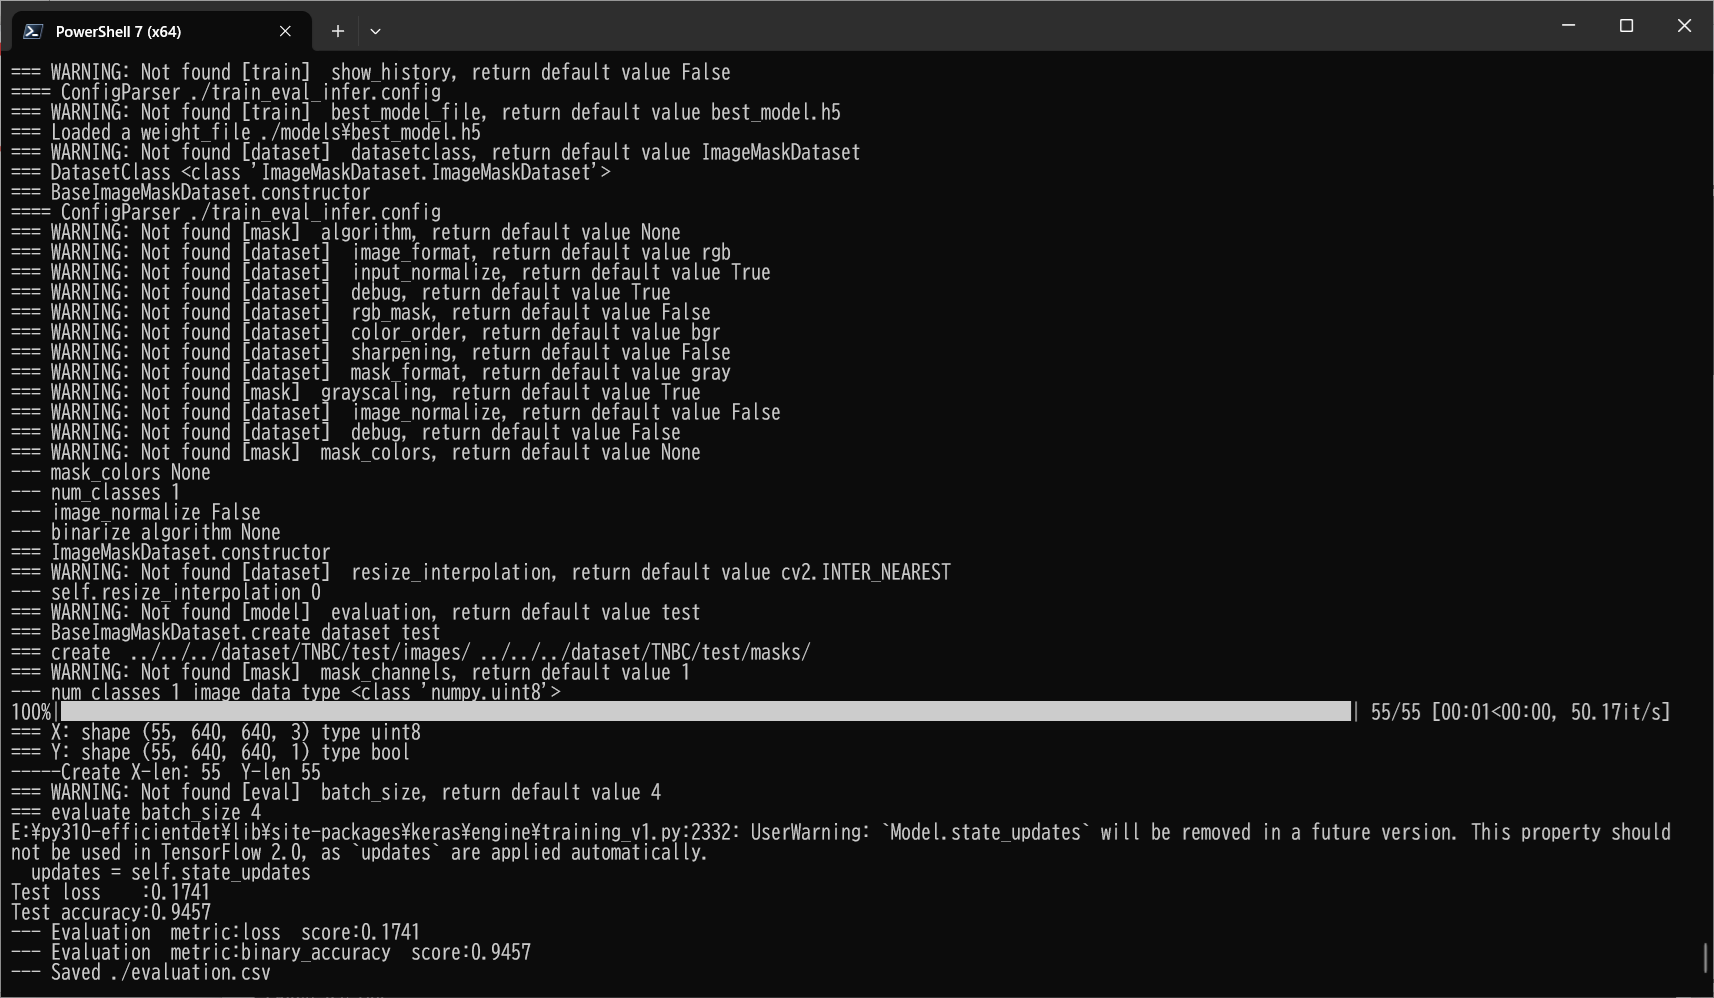 PowerShell 7 (x64)
=== WARNING: Not found [train]  show_history, return default value False
==== ConfigParser ./train_eval_infer.config
=== WARNING: Not found [train]  best_model_file, return default value best_model.h5
=== Loaded a weight_file ./models¥best_model.h5
=== WARNING: Not found [dataset]  datasetclass, return default value ImageMaskDataset
=== DatasetClass <class 'ImageMaskDataset.ImageMaskDataset'>
=== BaseImageMaskDataset.constructor
==== ConfigParser ./train_eval_infer.config
=== WARNING: Not found [mask]  algorithm, return default value None
=== WARNING: Not found [dataset]  image_format, return default value rgb
=== WARNING: Not found [dataset]  input_normalize, return default value True
=== WARNING: Not found [dataset]  debug, return default value True
=== WARNING: Not found [dataset]  rgb_mask, return default value False
=== WARNING: Not found [dataset]  color_order, return default value bgr
=== WARNING: Not found [dataset]  sharpening, return default value False
=== WARNING: Not found [dataset]  mask_format, return default value gray
=== WARNING: Not found [mask]  grayscaling, return default value True
=== WARNING: Not found [dataset]  image_normalize, return default value False
=== WARNING: Not found [dataset]  debug, return default value False
=== WARNING: Not found [mask]  mask_colors, return default value None
--- mask_colors None
--- num_classes 1
--- image_normalize False
--- binarize algorithm None
=== ImageMaskDataset.constructor
=== WARNING: Not found [dataset]  resize_interpolation, return default value cv2.INTER_NEAREST
--- self.resize_interpolation 0
=== WARNING: Not found [model]  evaluation, return default value test
=== BaseImagMaskDataset.create dataset test
=== create  ../../../dataset/TNBC/test/images/ ../../../dataset/TNBC/test/masks/
=== WARNING: Not found [mask]  mask_channels, return default value 1
--- num classes 1 image data_type <class 'numpy.uint8'>
100%| | 55/55 [00:01<00:00, 50.17it/s]
=== X: shape (55, 640, 640, 3) type uint8
=== Y: shape (55, 640, 640, 1) type bool
-----Create X-len: 55  Y-len 55
=== WARNING: Not found [eval]  batch_size, return default value 4
=== evaluate batch_size 4
E:¥py310-efficientdet¥lib¥site-packages¥keras¥engine¥training_v1.py:2332: UserWarning: `Model.state_updates` will be removed in a future version. This property should
not be used in TensorFlow 2.0, as `updates` are applied automatically.
  updates = self.state_updates
Test loss    :0.1741
Test accuracy:0.9457
--- Evaluation  metric:loss  score:0.1741
--- Evaluation  metric:binary_accuracy  score:0.9457
--- Saved ./evaluation.csv